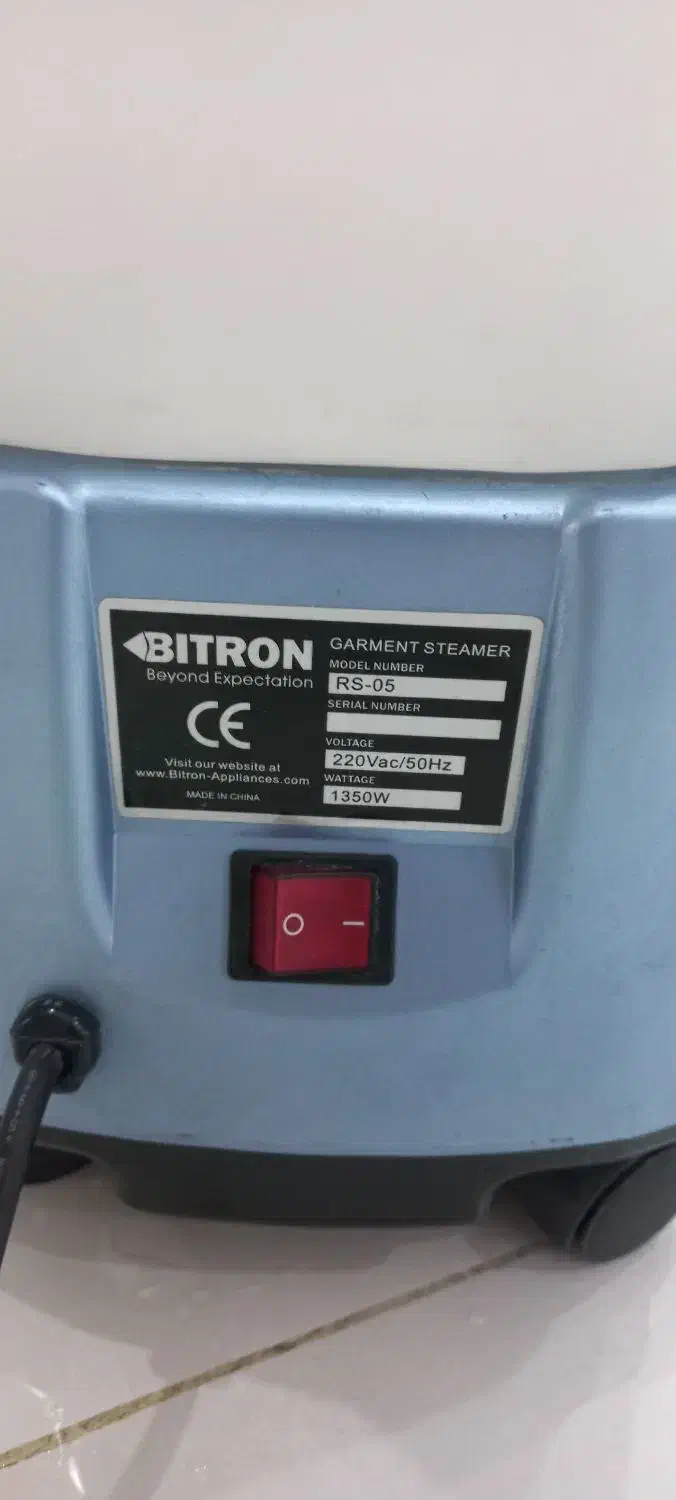 BITRON
Beyond Expectation
CE
Visit our website at
www.Bitron-Appliances.com
MADE IN CHINA
GARMENT STEAMER
MODEL NUMBER
RS-05
SERIAL NUMBER
VOLTAGE
220Vac/50Hz
WATTAGE
1350W
O I